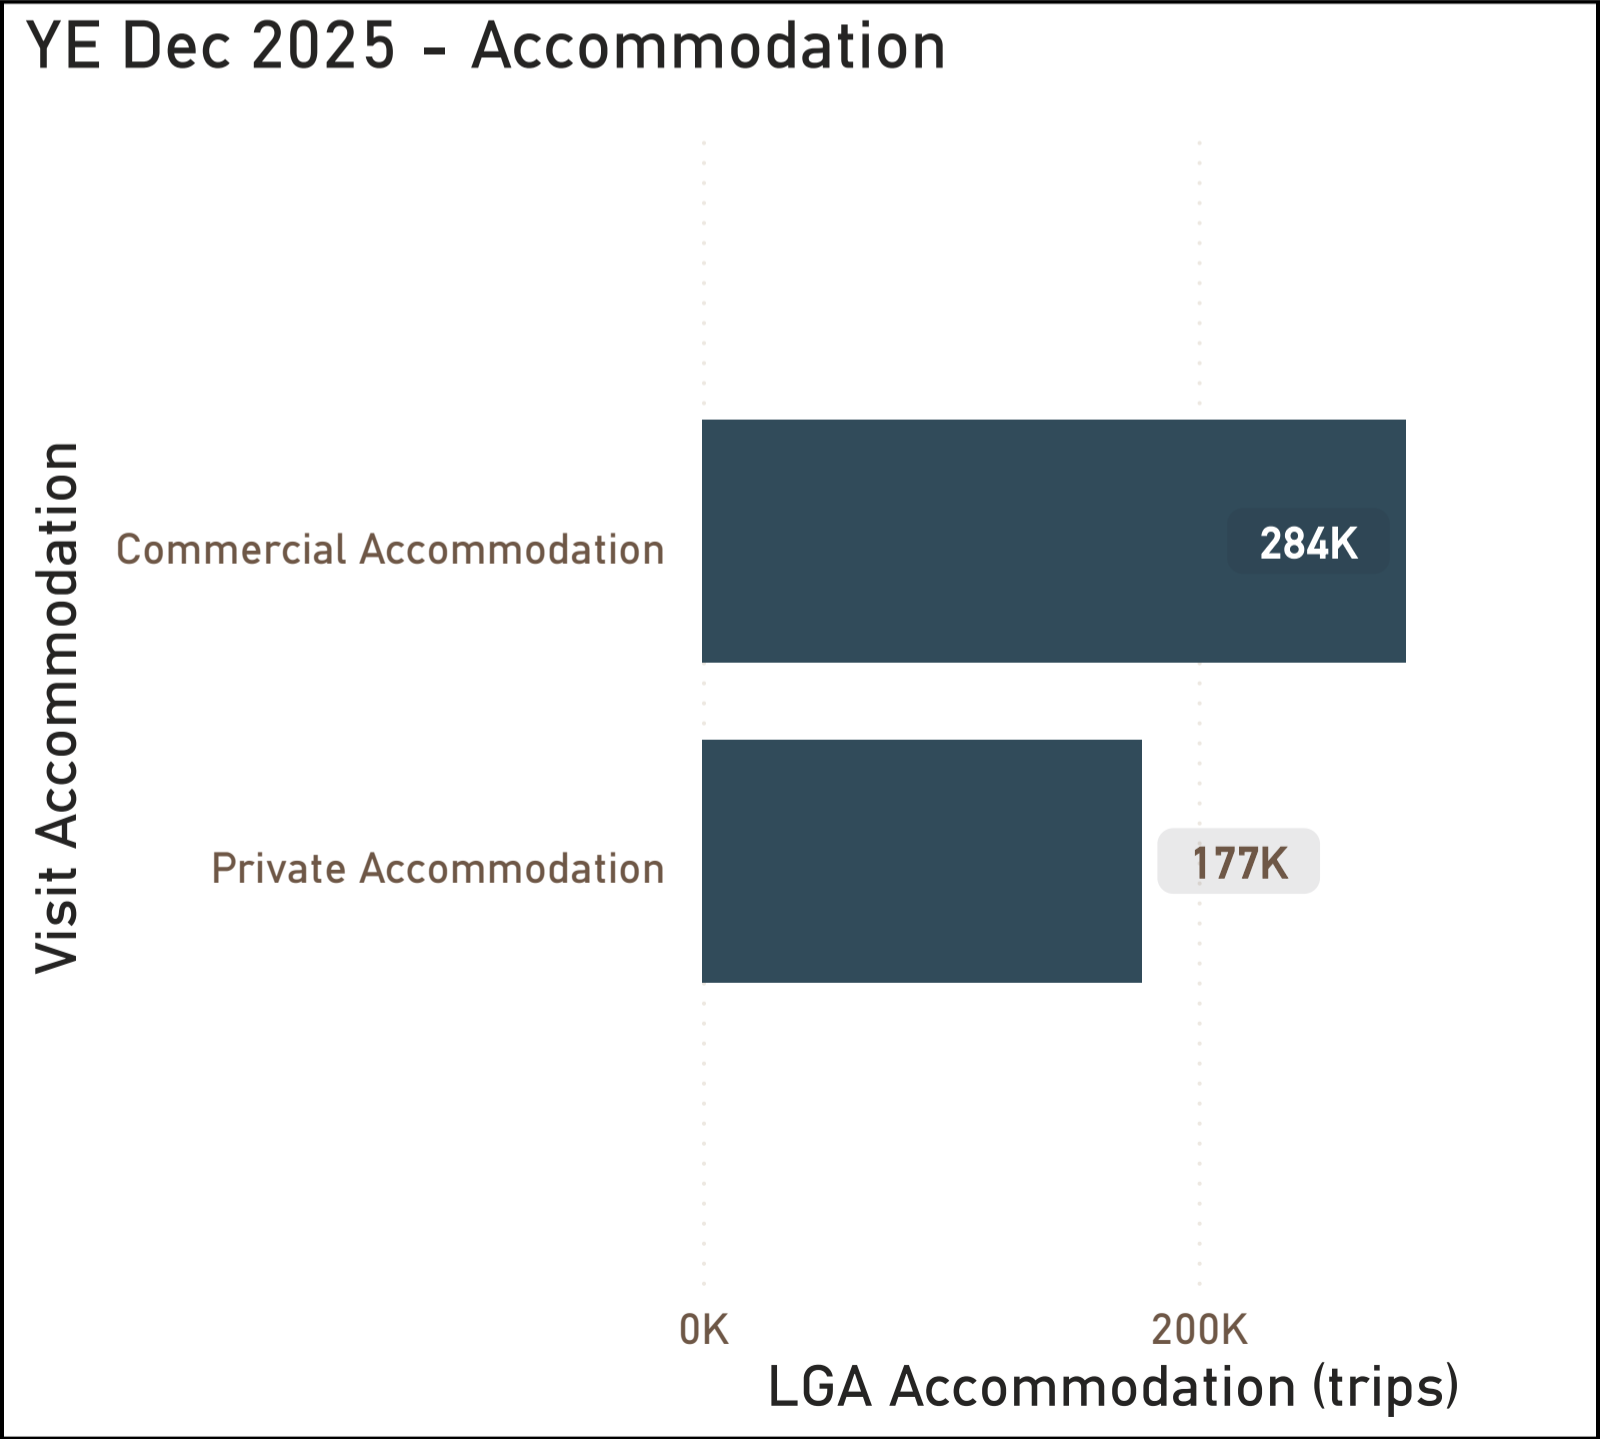 YE Dec 2025 - Accommodation
Visit Accommodation
Commercial Accommodation
284K
Private Accommodation
177K
0K
200K
LGA Accommodation (trips)